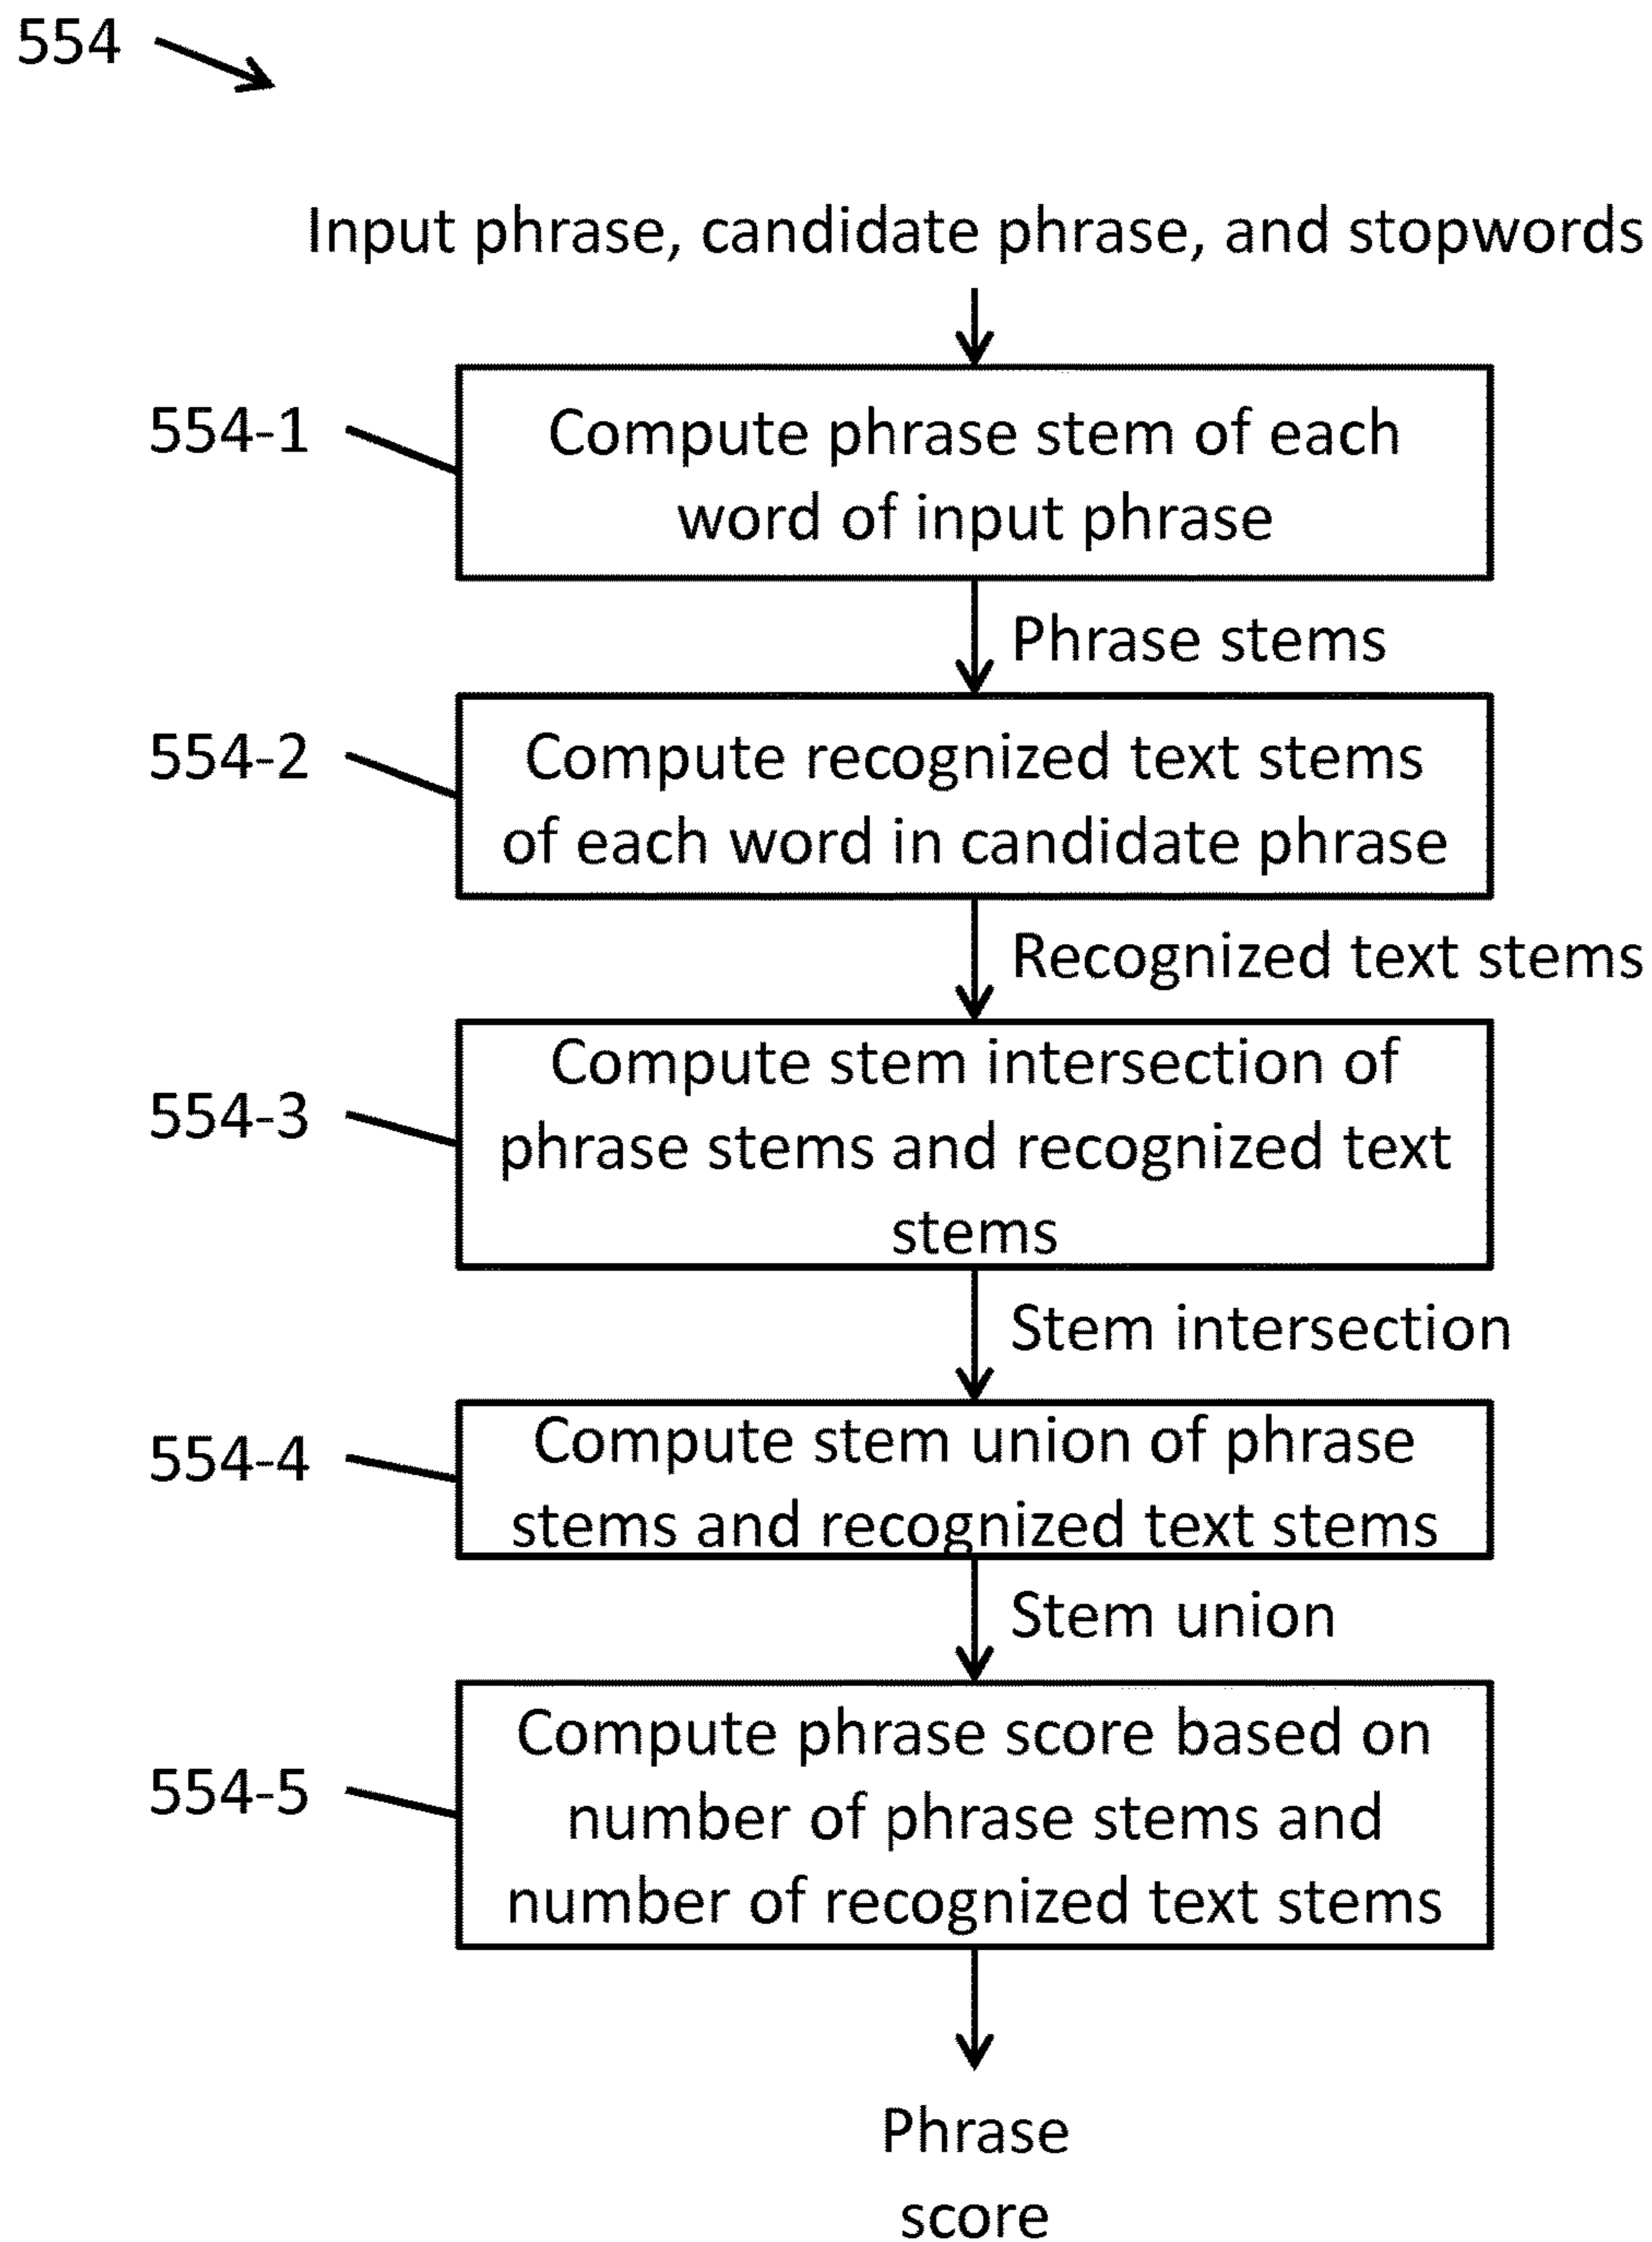 554
Input phrase, candidate phrase, and stopwords
554-1
Compute phrase stem of each
word of input phrase
Phrase stems
554-2
Compute recognized text stems
of each word in candidate phrase
Recognized text stems
554-3
Compute stem intersection of
phrase stems and recognized text
stems
Stem intersection
554-4
Compute stem union of phrase
stems and recognized text stems
Stem union
554-5
Compute phrase score based on
number of phrase stems and
number of recognized text stems
Phrase
score